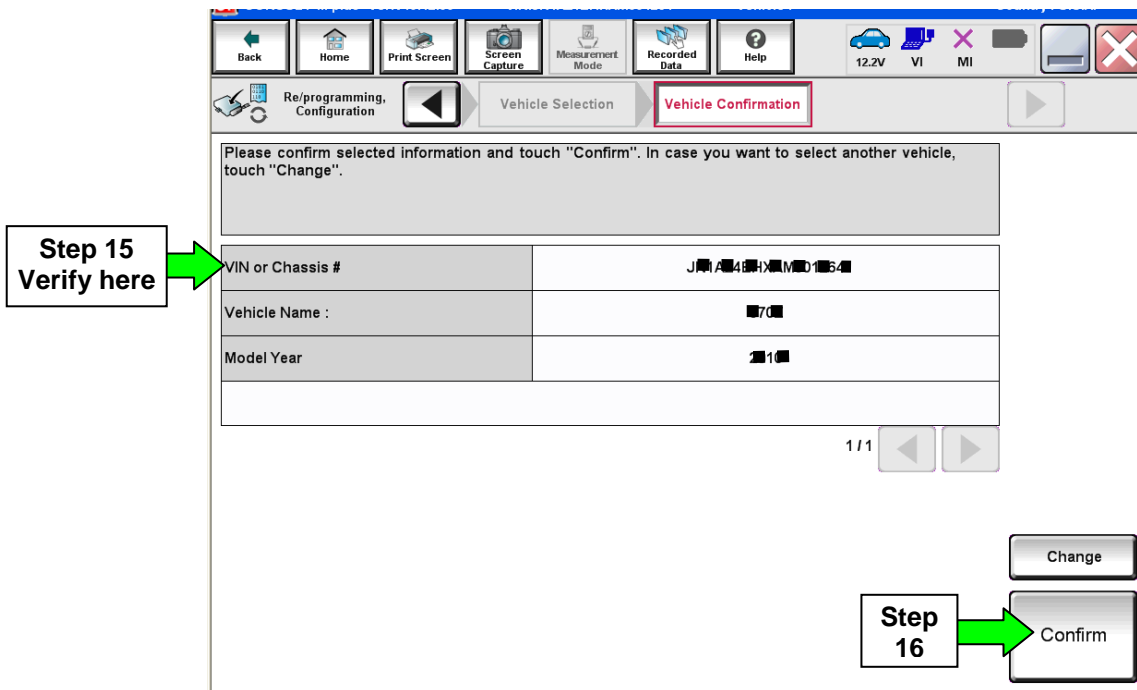 Back
Home
Print Screen
Screen
Capture
Measurement
Mode
Recorded
Data
Help
12.2V
VI
MI
Re/programming,
Configuration
Vehicle Selection
Vehicle Confirmation
Please confirm selected information and touch "Confirm". In case you want to select another vehicle,
touch "Change".
Step 15
Verify here
VIN or Chassis #
Vehicle Name :
Model Year
1/1
Change
Step
16
Confirm